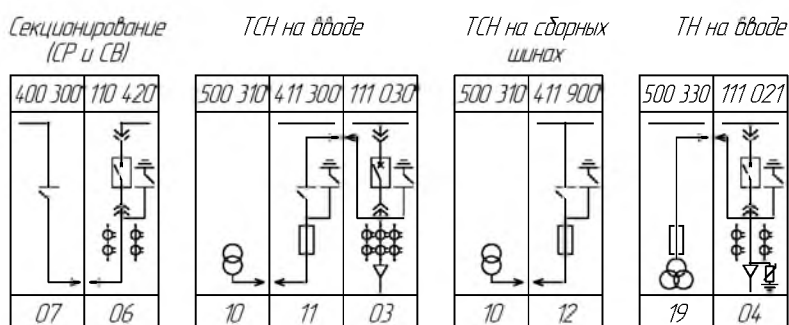 Секционирование
(СР и СВ)
ТСН на вводе
ТСН на сборных
шинах
ТН на вводе
400 300* 110 420*
500 310* 411 300* 111 030*
500 310* 411 900*
500 330 111 021
07 06
10 11 03
10 12
19 04